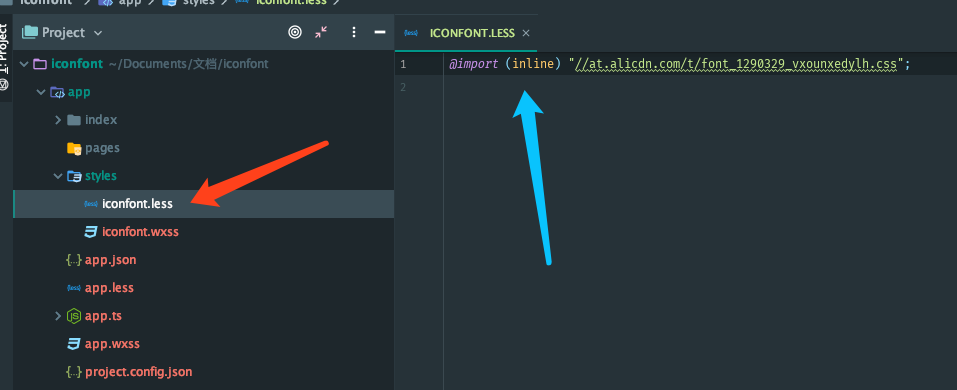 iconfont › app › styles › iconfont.less ›
1: Project
Project
ICONFONT.LESS ×
iconfont ~/Documents/文档/iconfont
app
index
pages
styles
iconfont.less
iconfont.wxss
app.json
app.less
app.ts
app.wxss
project.config.json
1 @import (inline) "//at.alicdn.com/t/font_1290329_vxounxedylh.css";
2